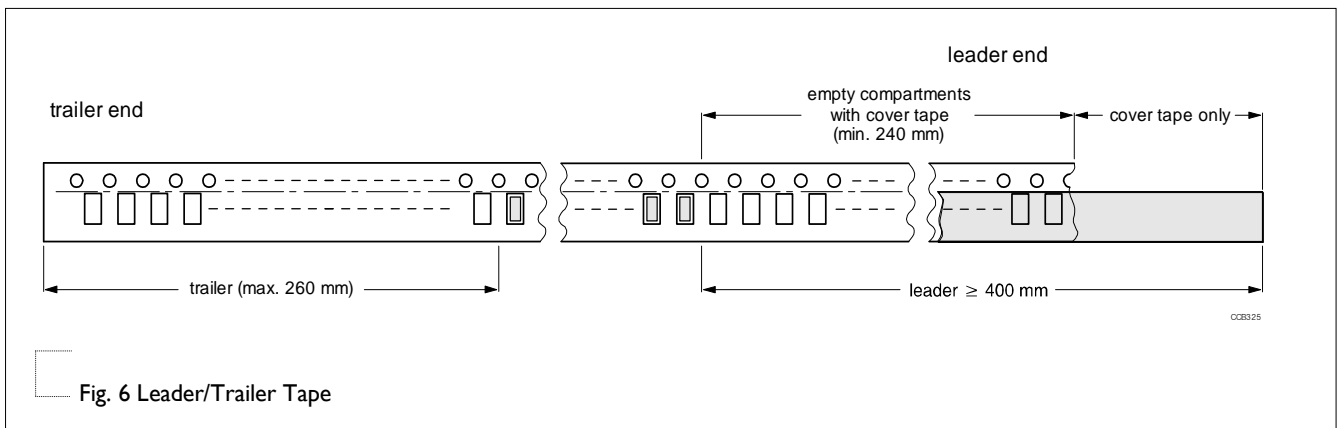 leader end
trailer end
empty compartments
with cover tape
(min. 240 mm)
cover tape only
trailer (max. 260 mm)
leader ≥ 400 mm
CCB325
Fig. 6 Leader/Trailer Tape